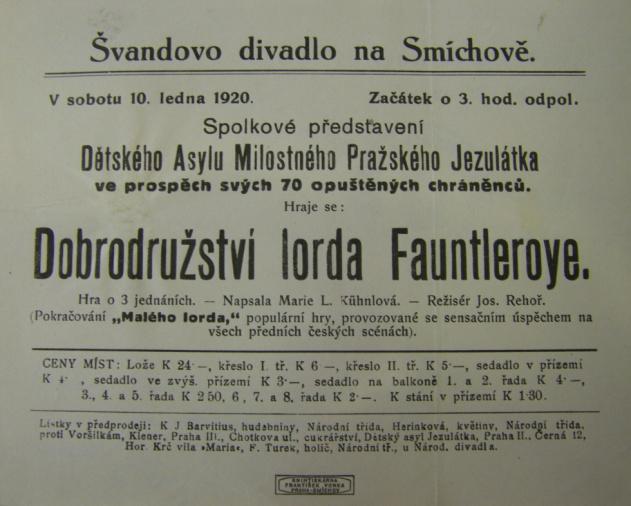 Švandovo divadlo na Smíchově.
V sobotu 10. ledna 1920. Začátek o 3. hod. odpol.
Spolkové představení
Dětského Asylu Milostného Pražského Jezulátka
ve prospěch svých 70 opuštěných chráněnců.
Hraje se:
Dobrodružství lorda Fauntleroye.
Hra o 3 jednáních. — Napsala Marie L. Kühnlová. — Režisér Jos. Rehoř.
(Pokračování „Malého lorda,“ populární hry, provozované se sensačním úspěchem na
všech předních českých scénách).
CENY MÍST: Lože K 24·—, křeslo I. tř. K 6—, křeslo II. tř. K 5·—, sedadlo v přízemí
K 4· , sedadlo ve zvýš. přízemí K 3·—, sedadlo na balkoně 1. a 2. řada K 4·—,
3., 4. a 5. řada K 2 50, 6, 7. a 8. řada K 2·—. K stání v přízemí K 1·30.
Lístky v předprodeji: K J Barvitius, hudebniny, Národní třída, Herinková, květiny, Národní třída,
proti Voršilkám, Kiener, Praha III., Chotkova ul., cukrářství, Dětský asyl Jezulátka, Praha II., Černá 12,
Hor. Krč vila »Maria«, F. Turek, holič, Národní tř., u Národ. divadla.
KNIHTISKÁRNA
FRANTIŠEK VONKA
PRAHA-SMÍCHOV